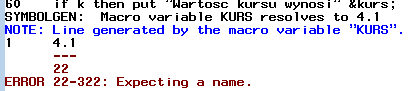 60    if k then put "Wartosc kursu wynosi" &kurs;
SYMBOLGEN:  Macro variable KURS resolves to 4.1
NOTE: Line generated by the macro variable "KURS".
1     4.1
      ---
      22
ERROR 22-322: Expecting a name.